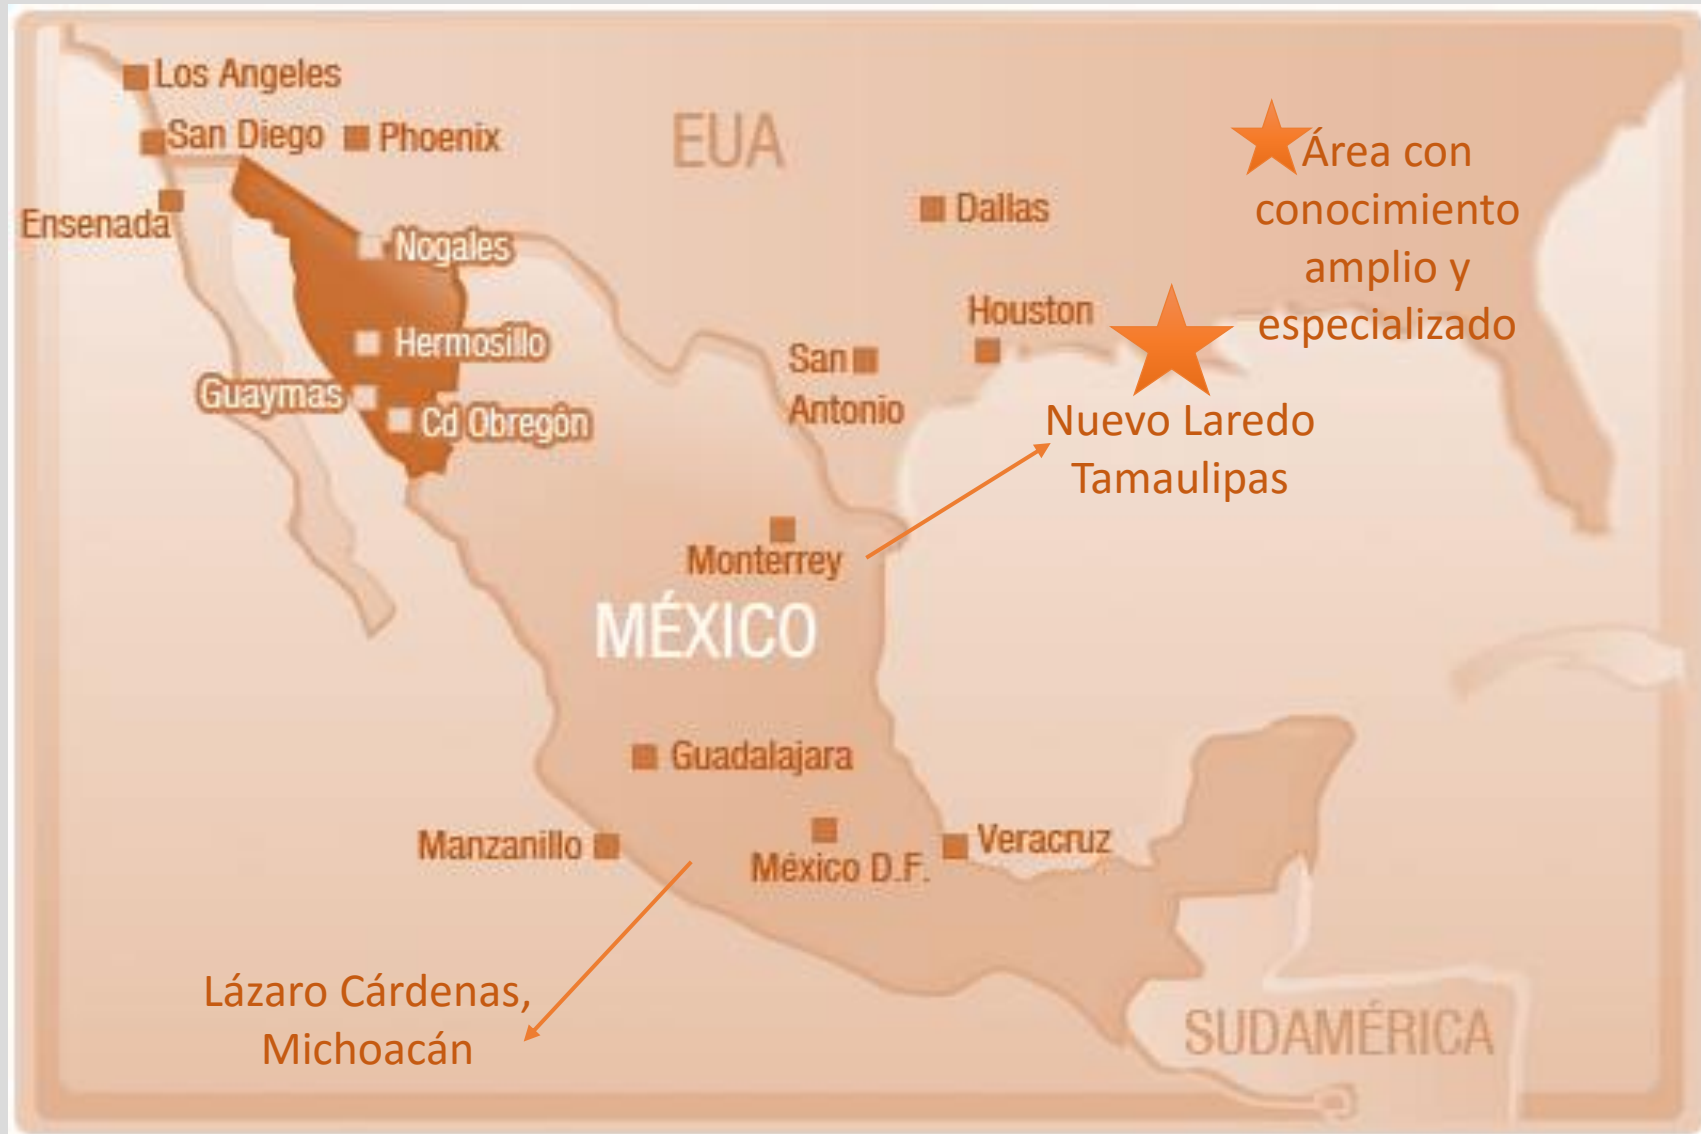 Los Angeles
San Diego
Phoenix
EUA
Área con
conocimiento
amplio y
especializado
Ensenada
Nogales
Dallas
Hermosillo
Houston
San
Antonio
Guaymas
Cd Obregón
Nuevo Laredo
Tamaulipas
Monterrey
MÉXICO
Guadalajara
Manzanillo
México D.F.
Veracruz
Lázaro Cárdenas,
Michoacán
SUDAMÉRICA